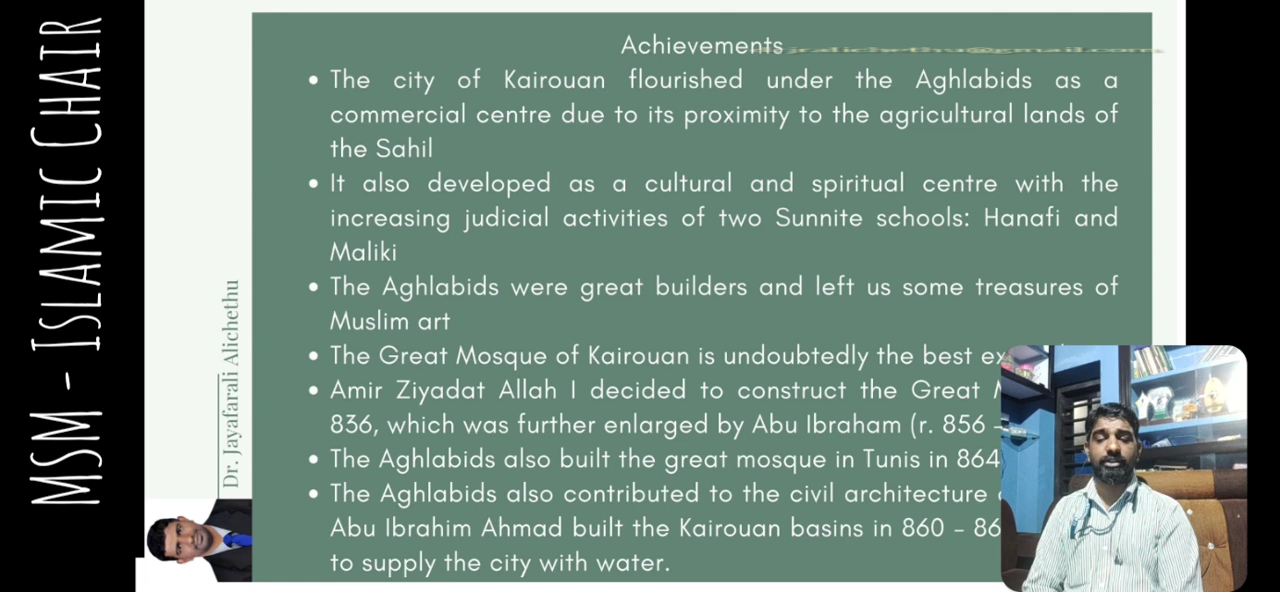 MSM - ISLAMIC CHAIR
Dr. Jayafarali Alichethu
Achievements
• The city of Kairouan flourished under the Aghlabids as a
commercial centre due to its proximity to the agricultural lands of
the Sahil
• It also developed as a cultural and spiritual centre with the
increasing judicial activities of two Sunnite schools: Hanafi and
Maliki
• The Aghlabids were great builders and left us some treasures of
Muslim art
• The Great Mosque of Kairouan is undoubtedly the best
• Amir Ziyadat Allah I decided to construct the Great
836, which was further enlarged by Abu Ibraham (r. 856 -
• The Aghlabids also built the great mosque in Tunis in 864
• The Aghlabids also contributed to the civil architecture
Abu Ibrahim Ahmad built the Kairouan basins in 860 - 86
to supply the city with water.